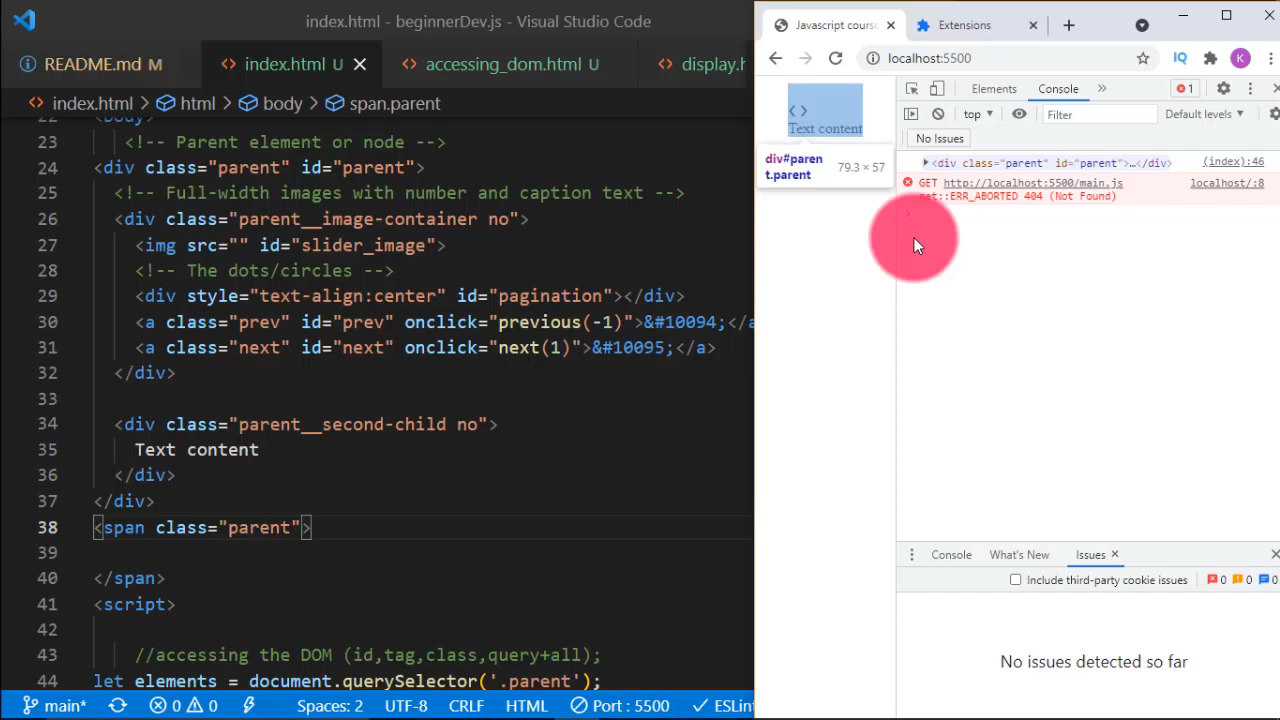 index.html - beginnerDev.js - Visual Studio Code
README.md M
index.html U
accessing_dom.html U
display.h
index.html > html > body > span.parent
22 <body>
23 <!-- Parent element or node -->
24 <div class="parent" id="parent">
25 <!-- Full-width images with number and caption text -->
26 <div class="parent__image-container no">
27 <img src="" id="slider_image">
28 <!-- The dots/circles -->
29 <div style="text-align:center" id="pagination"></div>
30 <a class="prev" id="prev" onclick="previous(-1)">&#10094;</a
31 <a class="next" id="next" onclick="next(1)">&#10095;</a>
32 </div>
33
34 <div class="parent__second-child no">
35 Text content
36 </div>
37 </div>
38 <span class="parent">
39
40 </span>
41 <script>
42
43 //accessing the DOM (id,tag,class,query+all);
44 let elements = document.querySelector('.parent');
main* 0 0 Spaces: 2 UTF-8 CRLF HTML Port : 5500 ESLint
Javascript course
Extensions
localhost:5500
IQ
K
Text content
div#paren
t.parent
79.3 × 57
Elements Console » 1
top Filter Default levels
No Issues
<div class="parent" id="parent">…</div> (index):46
GET http://localhost:5500/main.js localhost/:8
net::ERR_ABORTED 404 (Not Found)
Console What's New Issues ×
Include third-party cookie issues 0 0 0
No issues detected so far